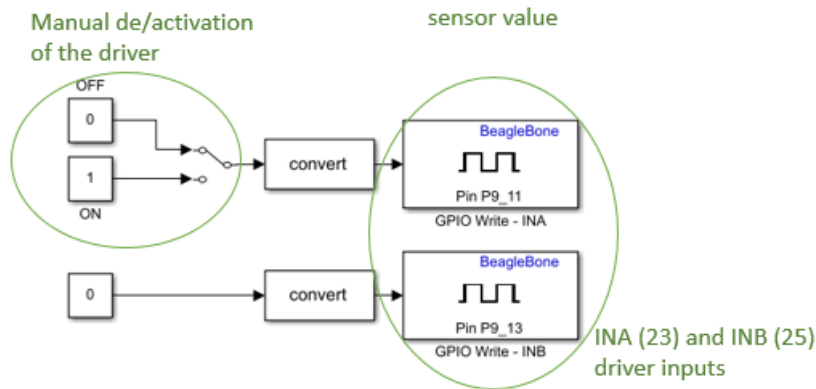 Manual de/activation
of the driver
sensor value
OFF
0
1
ON
convert
BeagleBone
Pin P9_11
GPIO Write - INA
0
convert
BeagleBone
Pin P9_13
GPIO Write - INB
INA (23) and INB (25)
driver inputs